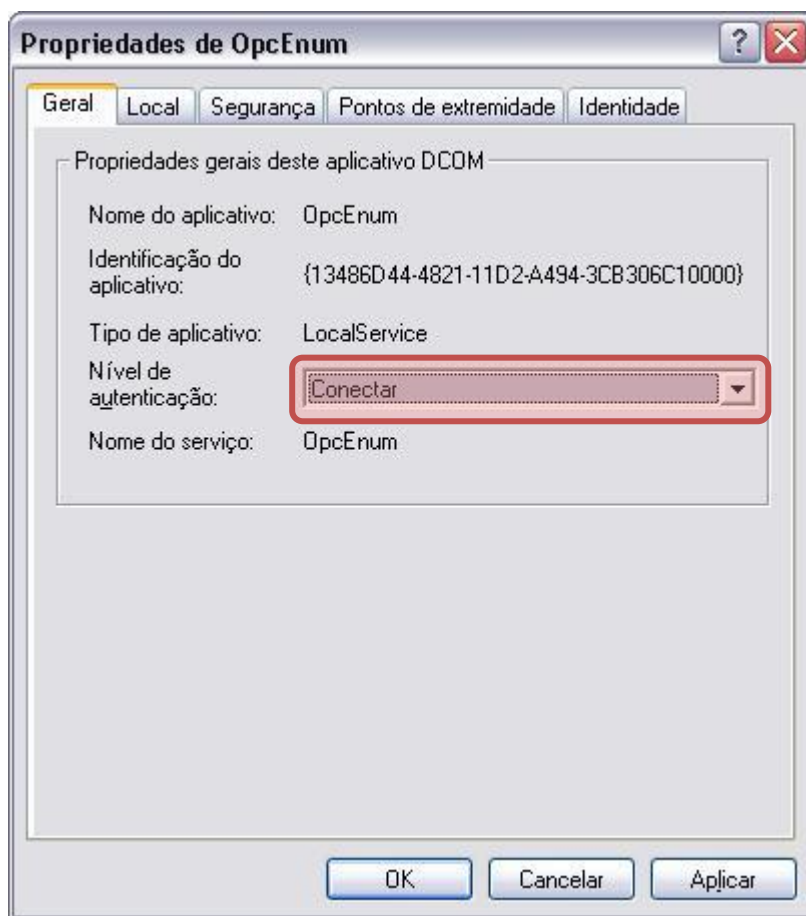 Propriedades de OpcEnum
?
Geral Local Segurança Pontos de extremidade Identidade
Propriedades gerais deste aplicativo DCOM
Nome do aplicativo: OpcEnum
Identificação do
aplicativo: {13486D44-4821-11D2-A494-3CB306C10000}
Tipo de aplicativo: LocalService
Nível de
autenticação: Conectar
Nome do serviço: OpcEnum
OK Cancelar Aplicar